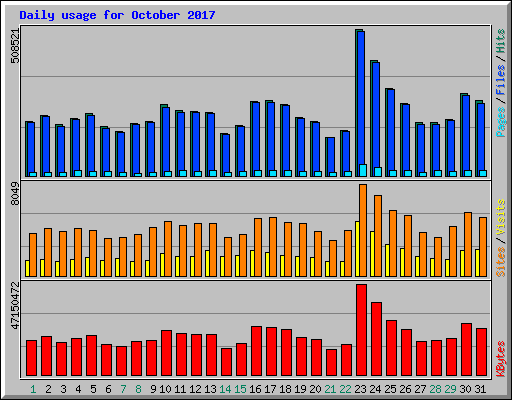 Daily usage for October 2017
508521
Pages / Files / Hits
8049
Sites / Visits
47150472
KBytes
1 2 3 4 5 6 7 8 9 10 11 12 13 14 15 16 17 18 19 20 21 22 23 24 25 26 27 28 29 30 31